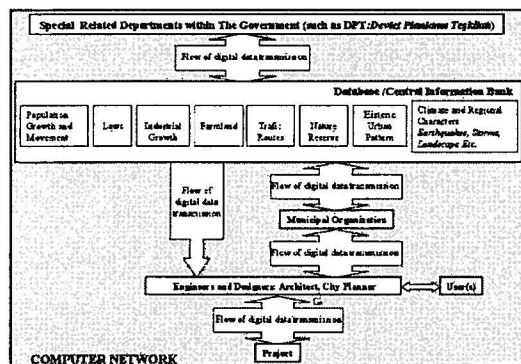 Special Related Departments within The Government (such as DPT:Devlet Planlama Teşkilatı)
Flow of digital data transmission
Database /Central Information Bank
Population
Growth and
Movement
Laws
Industrial
Growth
Farmland
Trafic
Routes
Nature
Reserve
Historic
Urban
Pattern
Climate and Regional
Characters
Earthquakes, Storms,
Landscape Etc.
Flow of
digital data
transmission
Flow of digital data transmission
Municipal Organization
Flow of digital data transmission
Engineers and Designers: Architect, City Planner
User(s)
Flow of digital data transmission
Project
COMPUTER NETWORK